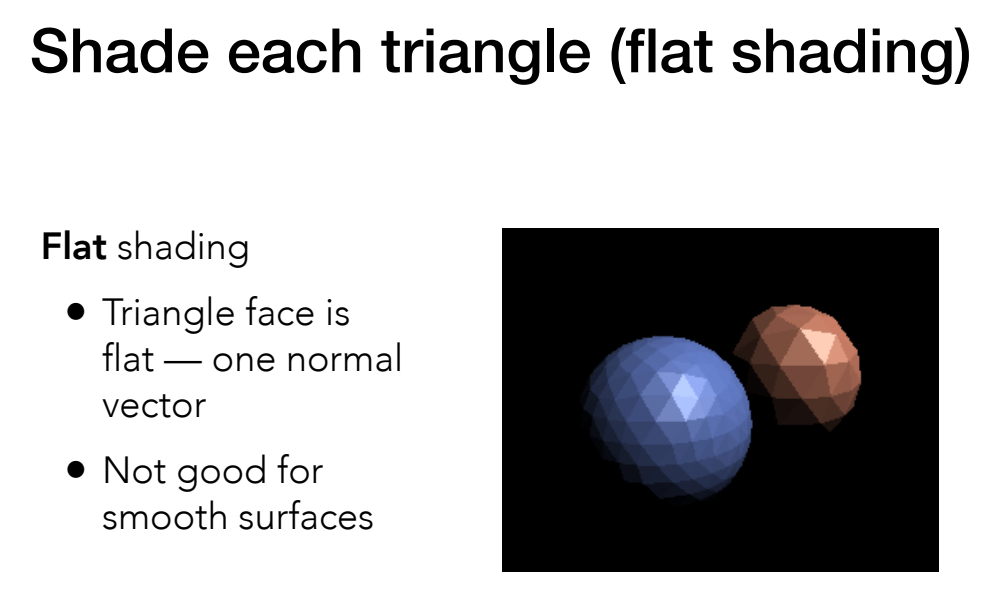 Shade each triangle (flat shading)
Flat shading
• Triangle face is
flat — one normal
vector
• Not good for
smooth surfaces